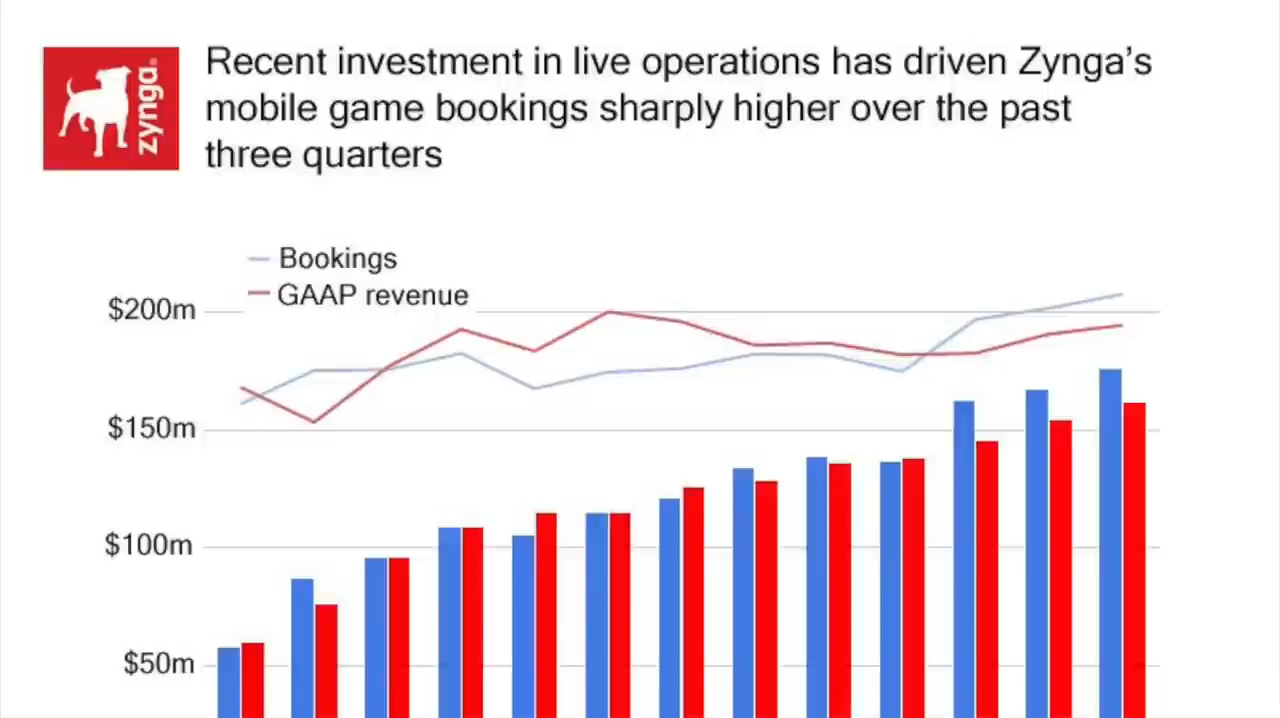 zynga
Recent investment in live operations has driven Zynga’s
mobile game bookings sharply higher over the past
three quarters
Bookings
GAAP revenue
$200m
$150m
$100m
$50m